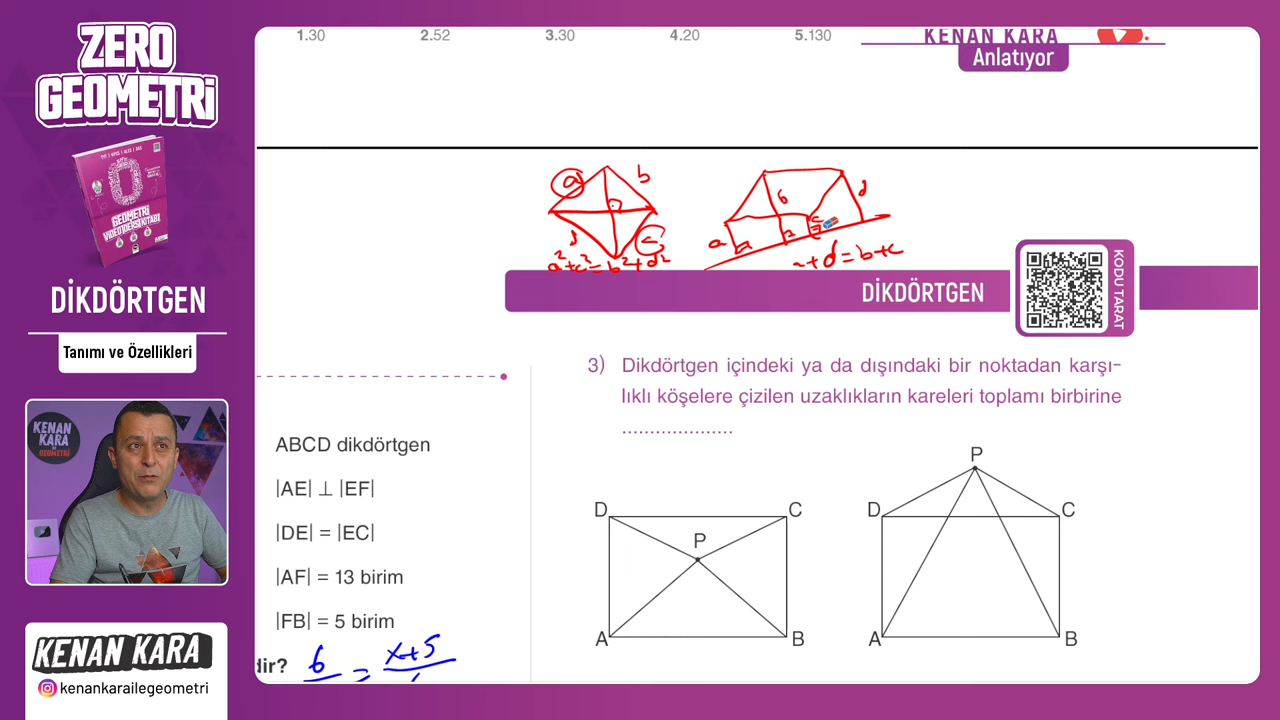 ZERO
GEOMETRİ
GEOMETRİ
VİDEO DERS KİTABI
DİKDÖRTGEN
Tanımı ve Özellikleri
KENAN
KARA
GEOMETRİ
KENAN KARA
kenankarailegeometri
1.30 2.52 3.30 4.20 5.130
KENAN KARA
Anlatıyor
a b
d c
a²+c²=b²+d²
a b c d
+d=b+c
DİKDÖRTGEN
KODU TARAT
3) Dikdörtgen içindeki ya da dışındaki bir noktadan karşı-
lıklı köşelere çizilen uzaklıkların kareleri toplamı birbirine
....................
ABCD dikdörtgen
|AE| ⊥ |EF|
|DE| = |EC|
|AF| = 13 birim
|FB| = 5 birim
dir? 6 = x+5
D C
P
A B
P
D C
A B